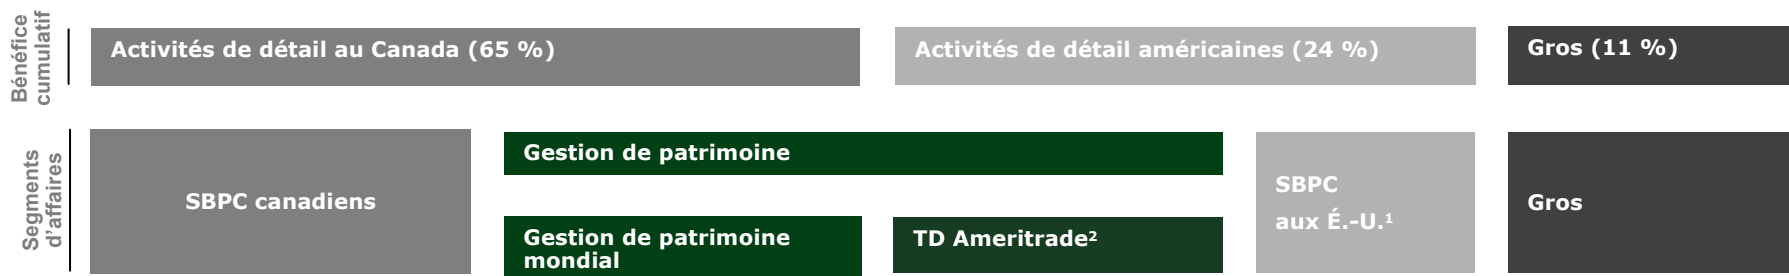 Bénéfice
cumulatif
Activités de détail au Canada (65 %)
Activités de détail américaines (24 %)
Gros (11 %)
Segments
d'affaires
SBPC canadiens
Gestion de patrimoine
Gestion de patrimoine
mondial
TD Ameritrade²
SBPC
aux É.-U.¹
Gros